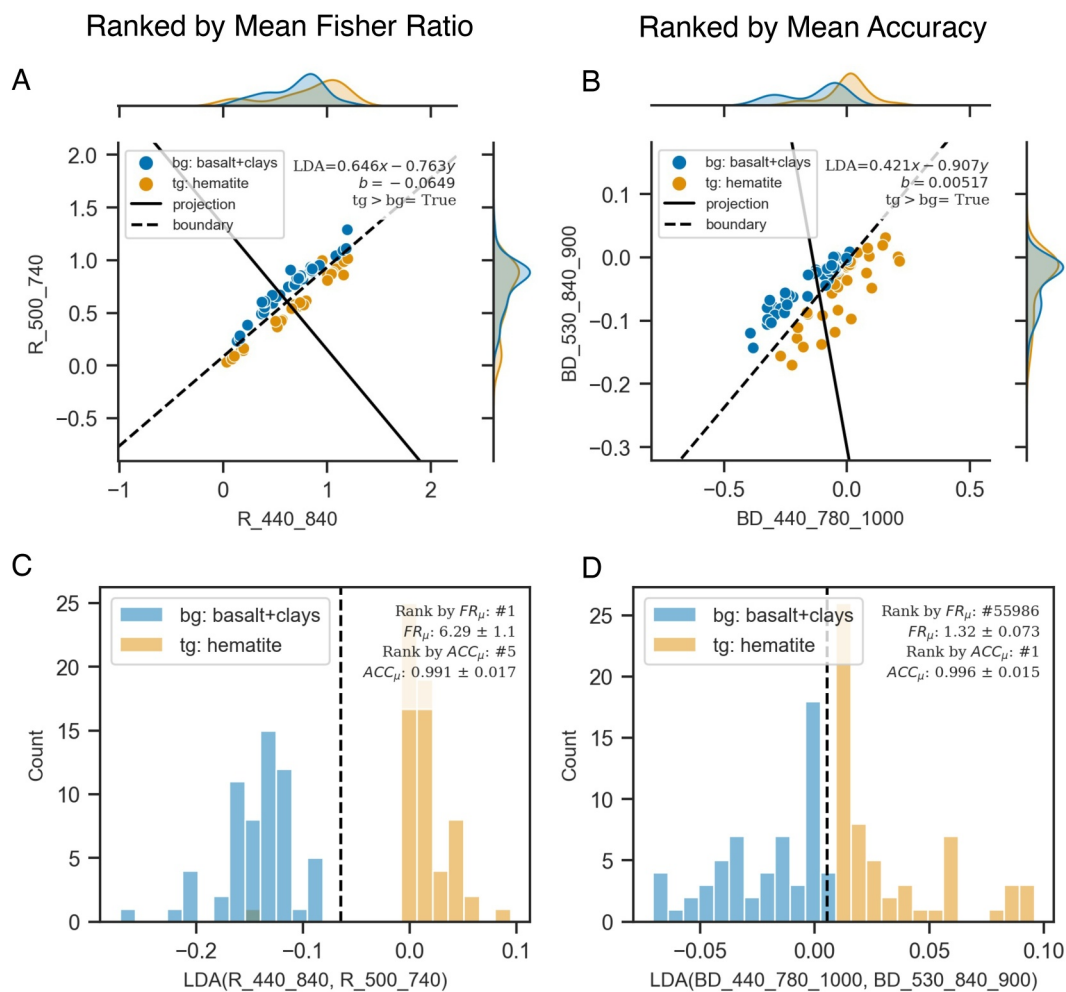 Ranked by Mean Fisher Ratio
Ranked by Mean Accuracy
A
B
bg: basalt+clays
tg: hematite
projection
boundary
LDA=0.646x−0.763y
b= −0.0649
tg > bg= True
2.0
1.5
1.0
0.5
0.0
−0.5
R_500_740
−1
0
1
2
R_440_840
bg: basalt+clays
tg: hematite
projection
boundary
LDA=0.421x−0.907y
b=0.00517
tg > bg= True
0.1
0.0
−0.1
−0.2
−0.3
BD_530_840_900
−0.5
0.0
0.5
BD_440_780_1000
C
D
bg: basalt+clays
tg: hematite
Rank by FRμ: #1
FRμ: 6.29 ± 1.1
Rank by ACCμ: #5
ACCμ: 0.991 ± 0.017
25
20
15
10
5
0
Count
−0.2
−0.1
0.0
0.1
LDA(R_440_840, R_500_740)
bg: basalt+clays
tg: hematite
Rank by FRμ: #55986
FRμ: 1.32 ± 0.073
Rank by ACCμ: #1
ACCμ: 0.996 ± 0.015
25
20
15
10
5
0
Count
−0.05
0.00
0.05
0.10
LDA(BD_440_780_1000, BD_530_840_900)